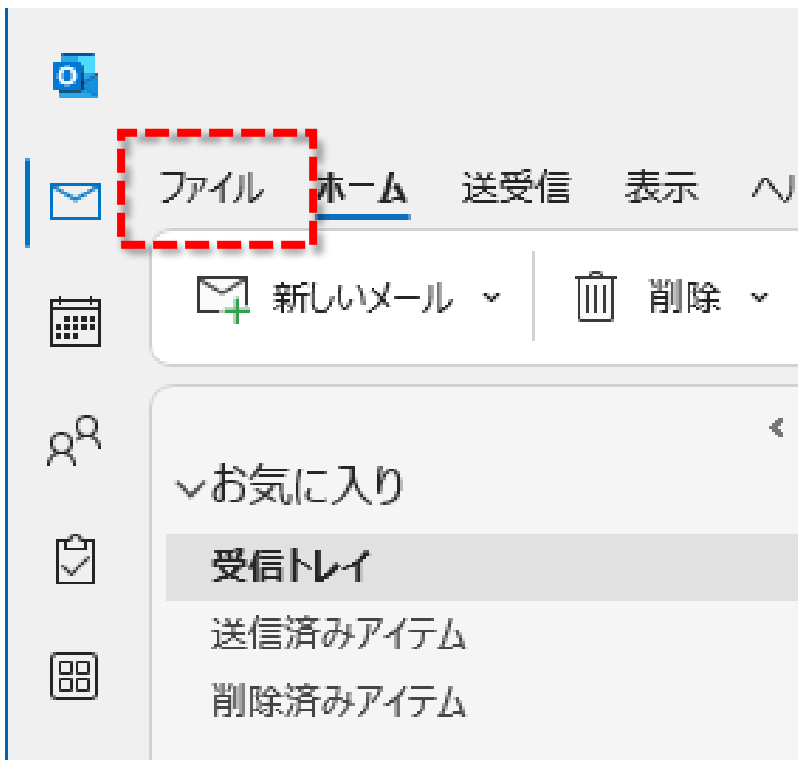 ファイル ホーム 送受信 表示
新しいメール 削除
お気に入り
受信トレイ
送信済みアイテム
削除済みアイテム